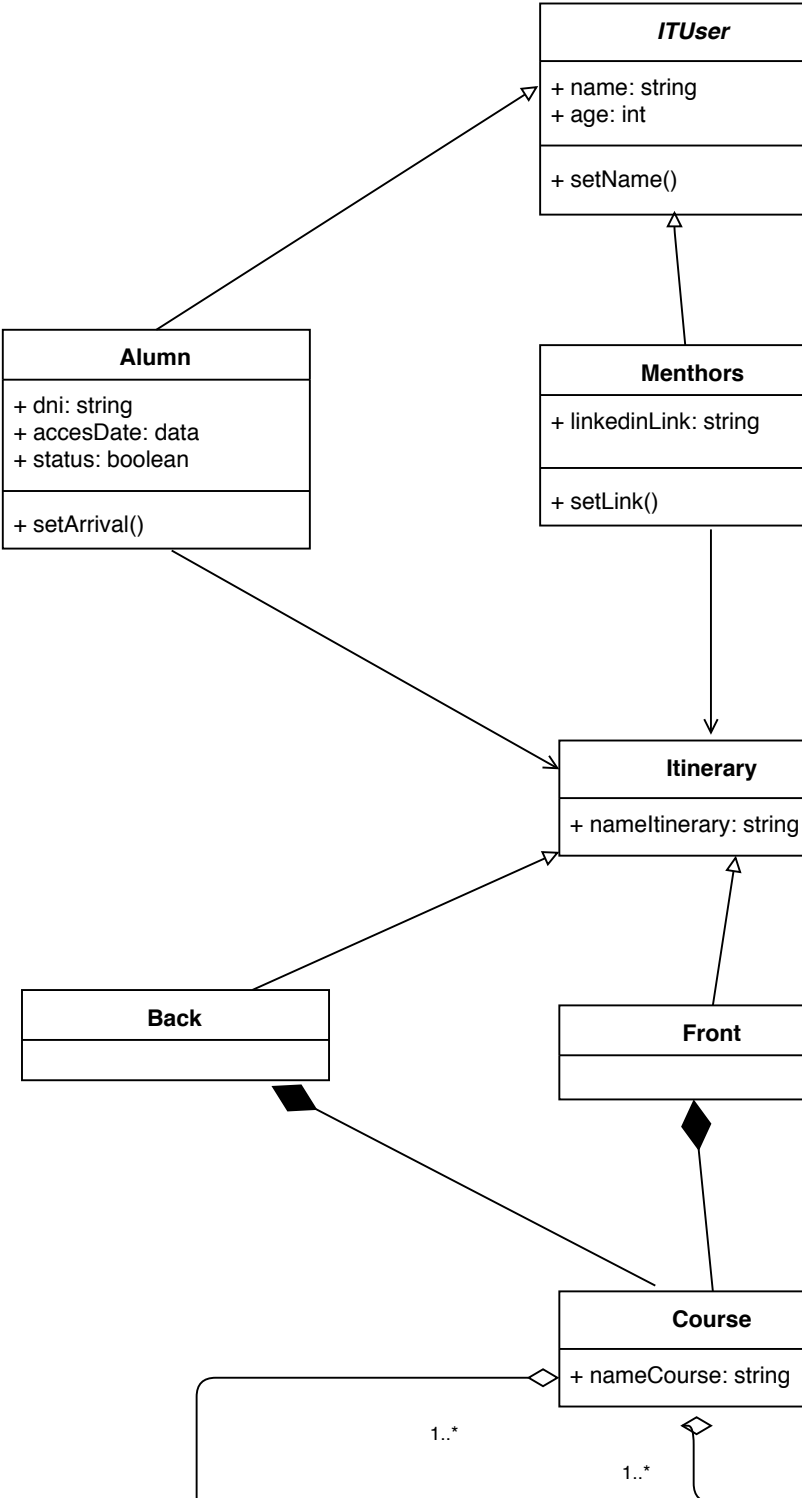 ITUser
+ name: string
+ age: int
+ setName()
Alumn
+ dni: string
+ accesDate: data
+ status: boolean
+ setArrival()
Menthors
+ linkedinLink: string
+ setLink()
Itinerary
+ nameItinerary: string
Back
Front
Course
+ nameCourse: string
1..*
1..*